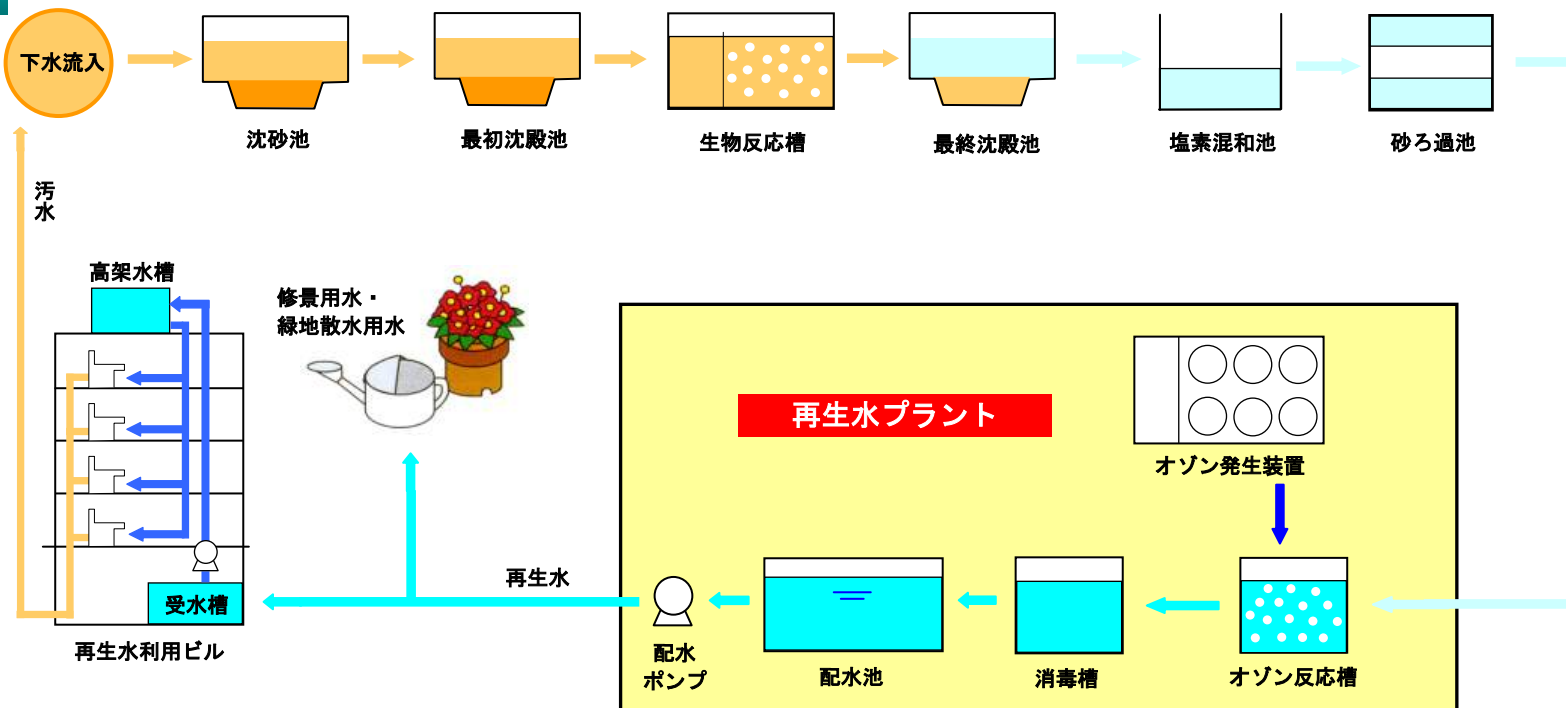 下水流入
沈砂池
最初沈殿池
生物反応槽
最終沈殿池
塩素混和池
砂ろ過池
汚水
高架水槽
修景用水・
緑地散水用水
再生水プラント
オゾン発生装置
再生水
受水槽
再生水利用ビル
配水
ポンプ
配水池
消毒槽
オゾン反応槽